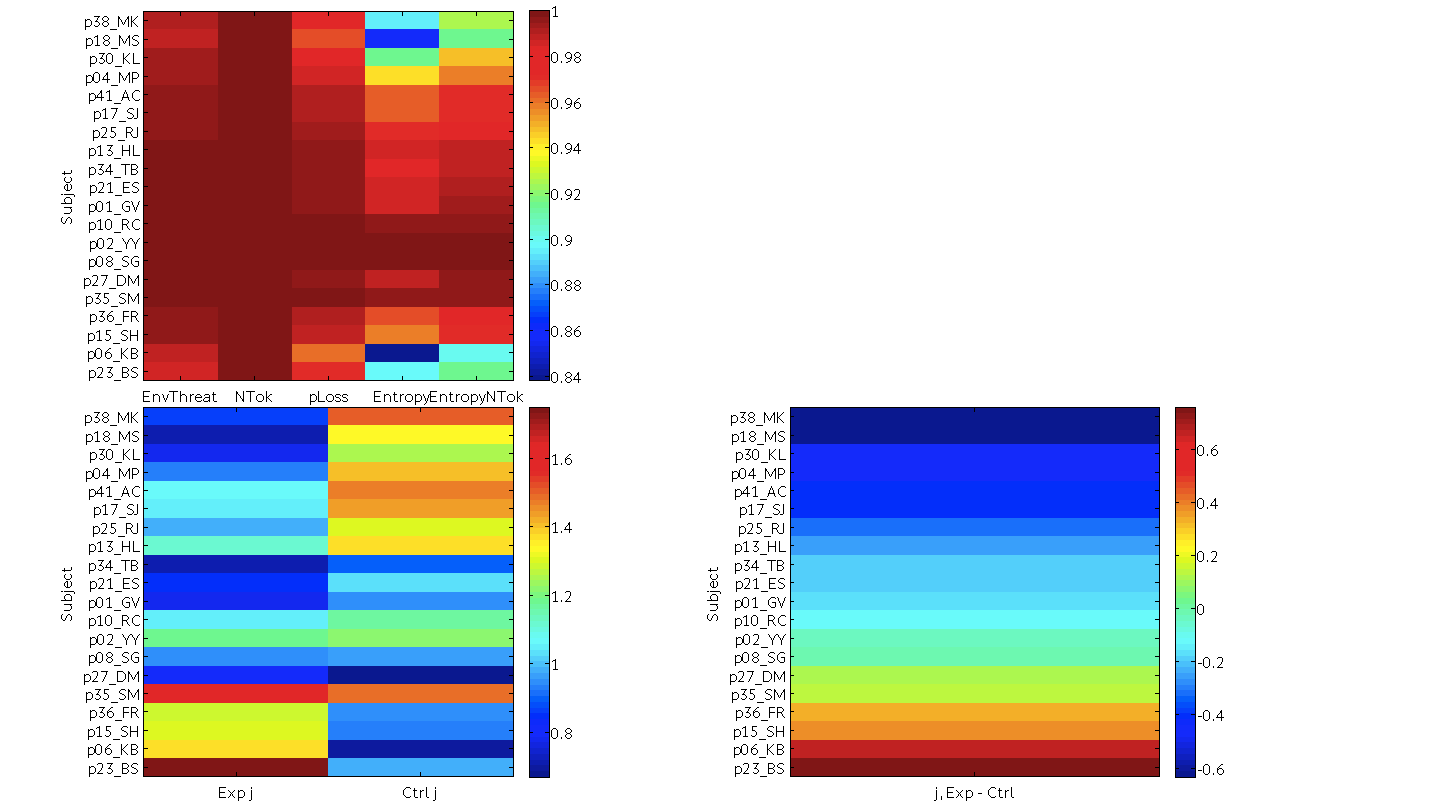 p38_MK
p18_MS
p30_KL
p04_MP
p41_AC
p17_SJ
p25_RJ
p13_HL
p34_TB
p21_ES
p01_GV
p10_RC
p02_YY
p08_SG
p27_DM
p35_SM
p36_FR
p15_SH
p06_KB
p23_BS
Subject
EnvThreat NTok pLoss Entropy EntropyNTok
1
0.98
0.96
0.94
0.92
0.9
0.88
0.86
0.84
p38_MK
p18_MS
p30_KL
p04_MP
p41_AC
p17_SJ
p25_RJ
p13_HL
p34_TB
p21_ES
p01_GV
p10_RC
p02_YY
p08_SG
p27_DM
p35_SM
p36_FR
p15_SH
p06_KB
p23_BS
Subject
Exp j Ctrl j
1.6
1.4
1.2
1
0.8
p38_MK
p18_MS
p30_KL
p04_MP
p41_AC
p17_SJ
p25_RJ
p13_HL
p34_TB
p21_ES
p01_GV
p10_RC
p02_YY
p08_SG
p27_DM
p35_SM
p36_FR
p15_SH
p06_KB
p23_BS
Subject
j, Exp - Ctrl
0.6
0.4
0.2
0
-0.2
-0.4
-0.6